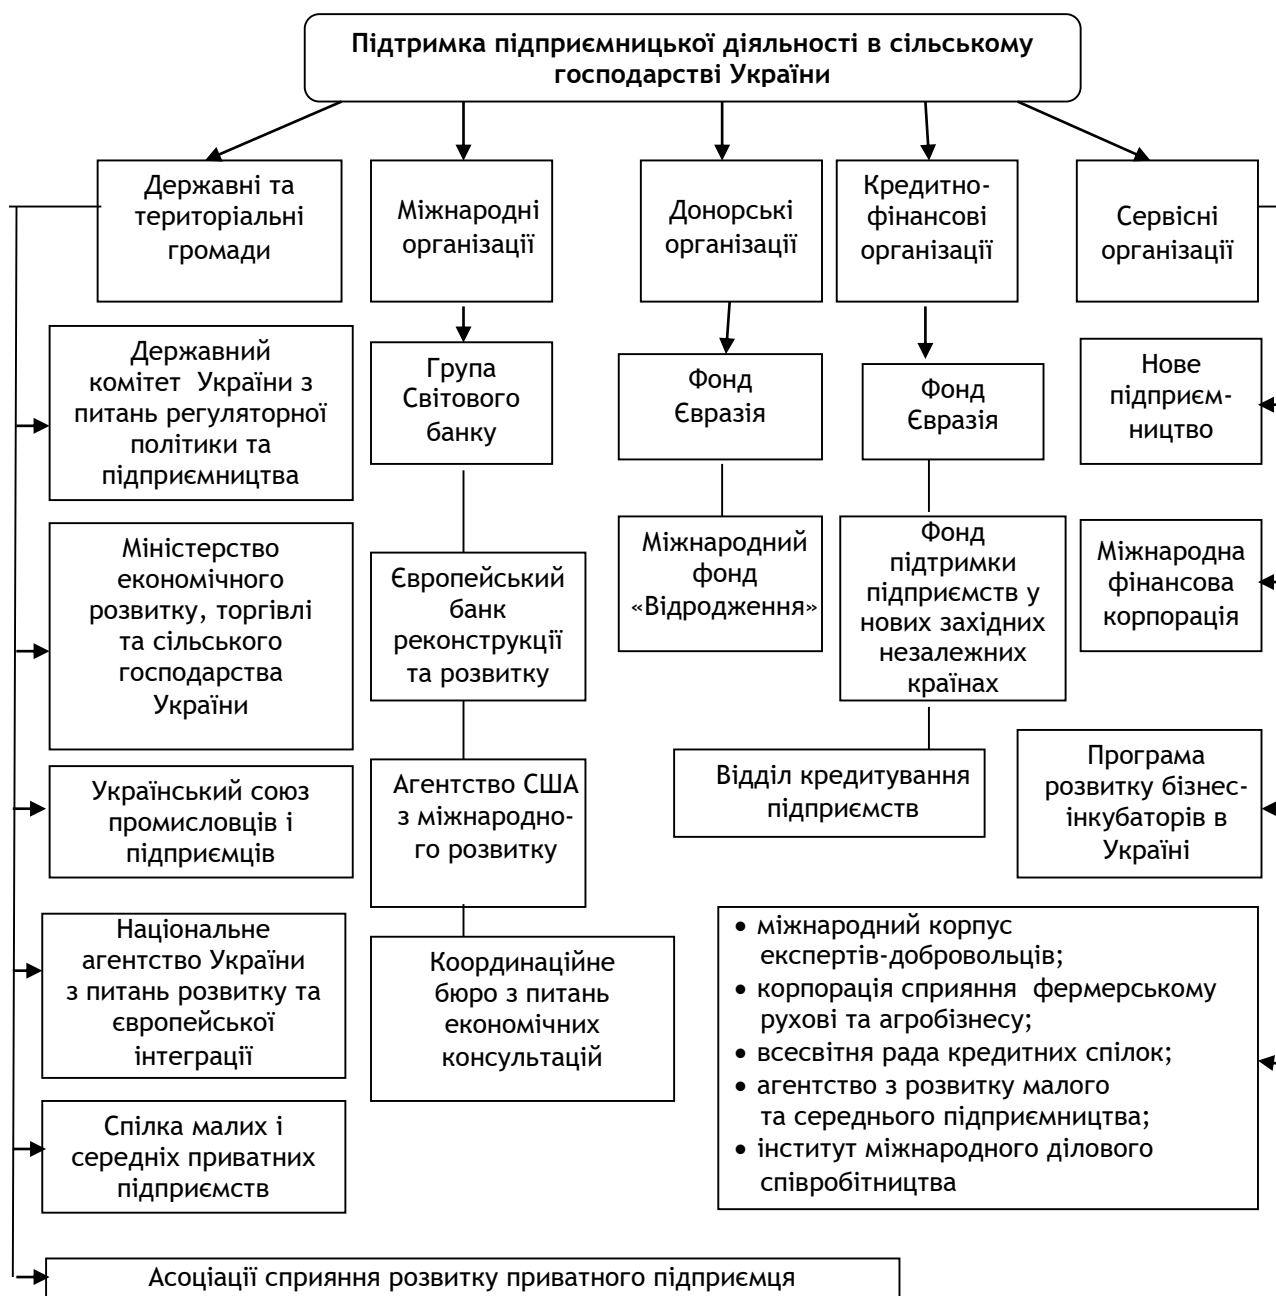 Підтримка підприємницької діяльності в сільському
господарстві України
Державні та
територіальні
громади
Міжнародні
організації
Донорські
організації
Кредитно-
фінансові
організації
Сервісні
організації
Державний
комітет України з
питань регуляторної
політики та
підприємництва
Міністерство
економічного
розвитку, торгівлі
та сільського
господарства
України
Український союз
промисловців і
підприємців
Національне
агентство України
з питань розвитку та
європейської
інтеграції
Спілка малих і
середніх приватних
підприємств
Асоціації сприяння розвитку приватного підприємця
Група
Світового
банку
Європейський
банк
реконструкції
та розвитку
Агентство США
з міжнародно-
го розвитку
Координаційне
бюро з питань
економічних
консультацій
Фонд
Євразія
Міжнародний
фонд
«Відродження»
Фонд
Євразія
Фонд
підтримки
підприємств у
нових західних
незалежних
країнах
Відділ кредитування
підприємств
Нове
підприєм-
ництво
Міжнародна
фінансова
корпорація
Програма
розвитку бізнес-
інкубаторів в
Україні
• міжнародний корпус
експертів-добровольців;
• корпорація сприяння фермерському
рухові та агробізнесу;
• всесвітня рада кредитних спілок;
• агентство з розвитку малого
та середнього підприємництва;
• інститут міжнародного ділового
співробітництва